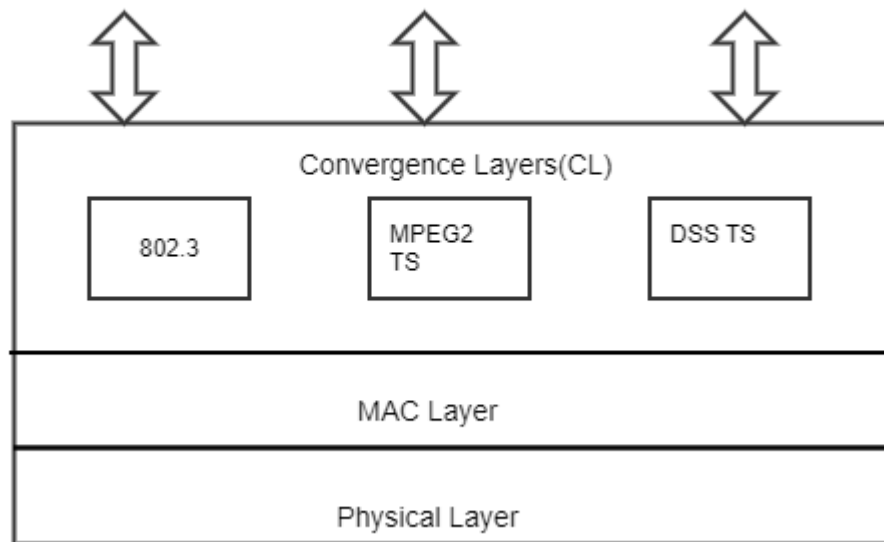 Convergence Layers(CL)
802.3
MPEG2
TS
DSS TS
MAC Layer
Physical Layer